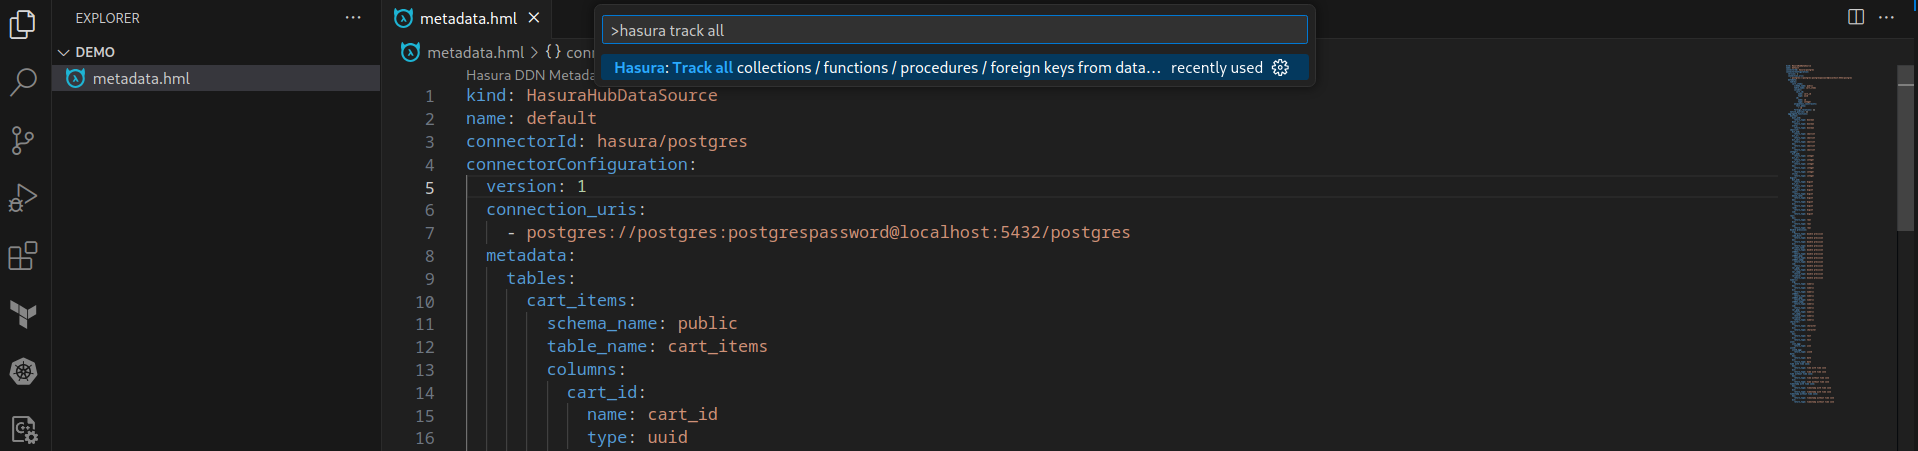 EXPLORER
DEMO
metadata.hml
metadata.hml
>hasura track all
Hasura: Track all collections / functions / procedures / foreign keys from data... recently used
metadata.hml > {} con
Hasura DDN Metada
1 kind: HasuraHubDataSource
2 name: default
3 connectorId: hasura/postgres
4 connectorConfiguration:
5 version: 1
6 connection_uris:
7 - postgres://postgres:postgrespassword@localhost:5432/postgres
8 metadata:
9 tables:
10 cart_items:
11 schema_name: public
12 table_name: cart_items
13 columns:
14 cart_id:
15 name: cart_id
16 type: uuid